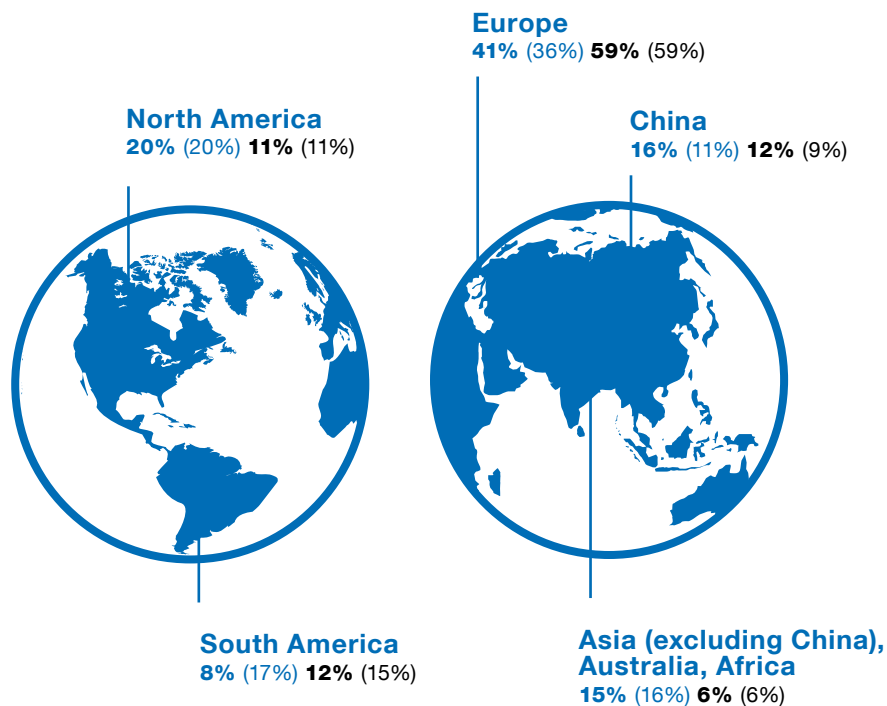 Europe
41% (36%) 59% (59%)
North America
20% (20%) 11% (11%)
China
16% (11%) 12% (9%)
South America
8% (17%) 12% (15%)
Asia (excluding China),
Australia, Africa
15% (16%) 6% (6%)